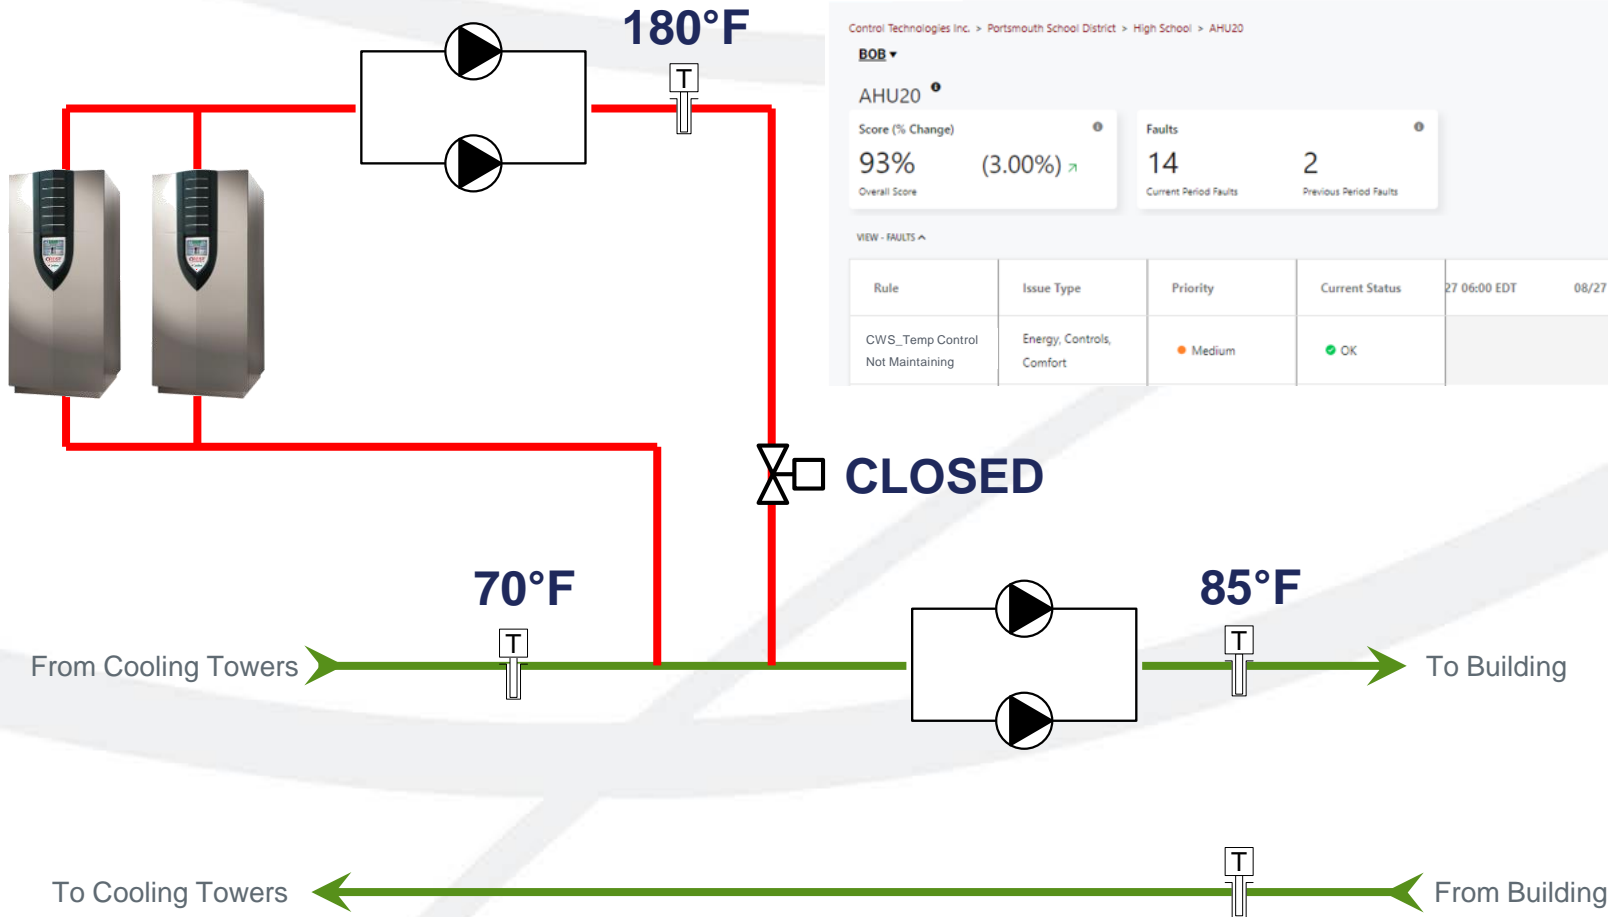 180°F
T
Control Technologies Inc. > Portsmouth School District > High School > AHU20
BOB
AHU20
Score (% Change)
93% (3.00%)
Overall Score
Faults
14 2
Current Period Faults Previous Period Faults
VIEW - FAULTS
Rule Issue Type Priority Current Status 27 06:00 EDT 08/27
CWS_Temp Control
Not Maintaining
Energy, Controls,
Comfort
Medium
OK
CLOSED
70°F
T
85°F
T
From Cooling Towers
To Building
T
To Cooling Towers
From Building